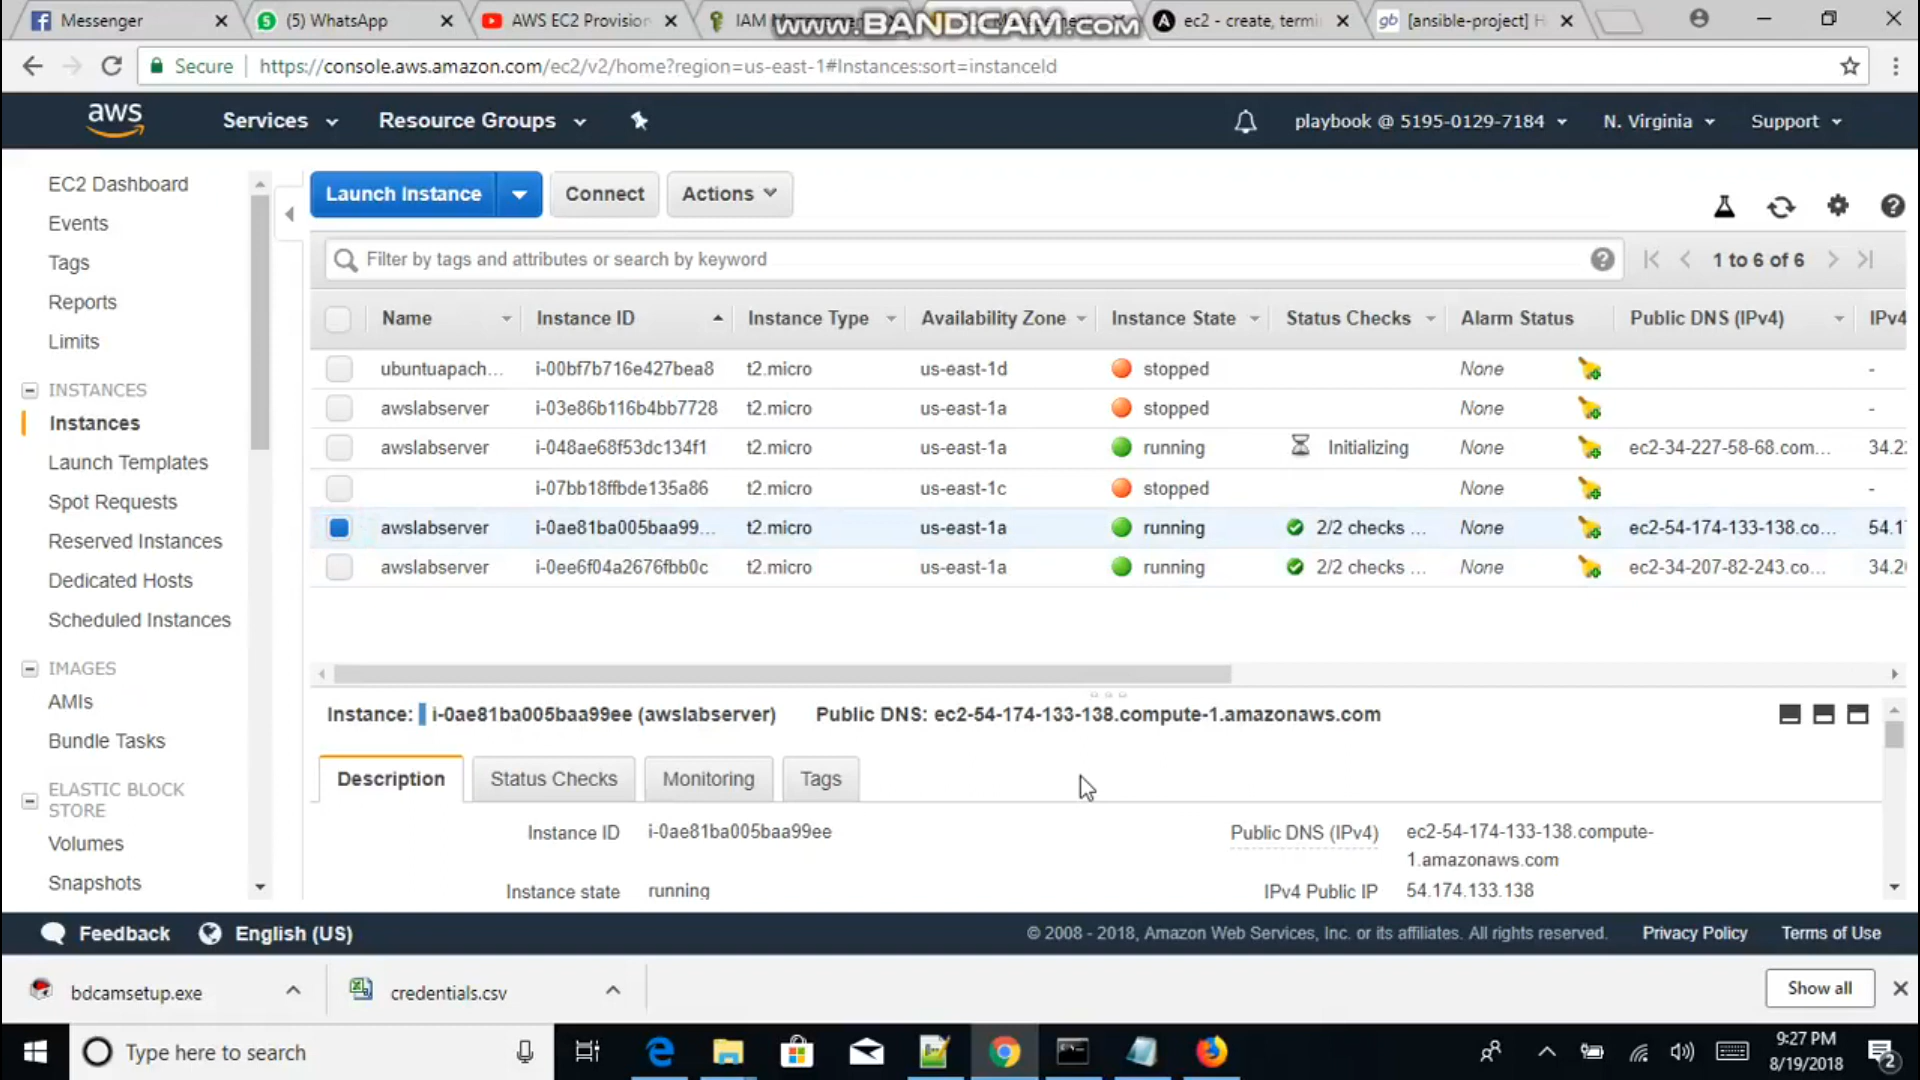 Messenger
(5) WhatsApp
AWS EC2 Provision
IAM
www.BANDICAM.com
ec2 - create, termi
gb
[ansible-project] H
Secure
https://console.aws.amazon.com/ec2/v2/home?region=us-east-1#Instances:sort=instanceId
aws
Services
Resource Groups
playbook @ 5195-0129-7184
N. Virginia
Support
EC2 Dashboard
Events
Tags
Reports
Limits
INSTANCES
Instances
Launch Templates
Spot Requests
Reserved Instances
Dedicated Hosts
Scheduled Instances
IMAGES
AMIs
Bundle Tasks
ELASTIC BLOCK
STORE
Volumes
Snapshots
Launch Instance
Connect
Actions
Filter by tags and attributes or search by keyword
1 to 6 of 6
Name Instance ID Instance Type Availability Zone Instance State Status Checks Alarm Status Public DNS (IPv4) IPv4
ubuntuapach... i-00bf7b716e427bea8 t2.micro us-east-1d stopped None -
awslabserver i-03e86b116b4bb7728 t2.micro us-east-1a stopped None -
awslabserver i-048ae68f53dc134f1 t2.micro us-east-1a running Initializing None ec2-34-227-58-68.com... 34.22
i-07bb18ffbde135a86 t2.micro us-east-1c stopped None -
awslabserver i-0ae81ba005baa99... t2.micro us-east-1a running 2/2 checks ... None ec2-54-174-133-138.co... 54.17
awslabserver i-0ee6f04a2676fbb0c t2.micro us-east-1a running 2/2 checks ... None ec2-34-207-82-243.co... 34.20
Instance: i-0ae81ba005baa99ee (awslabserver) Public DNS: ec2-54-174-133-138.compute-1.amazonaws.com
Description
Status Checks
Monitoring
Tags
Instance ID i-0ae81ba005baa99ee
Public DNS (IPv4) ec2-54-174-133-138.compute-
1.amazonaws.com
Instance state running
IPv4 Public IP 54.174.133.138
Feedback
English (US)
© 2008 - 2018, Amazon Web Services, Inc. or its affiliates. All rights reserved.
Privacy Policy
Terms of Use
bdcamsetup.exe
credentials.csv
Show all
Type here to search
9:27 PM
8/19/2018
2